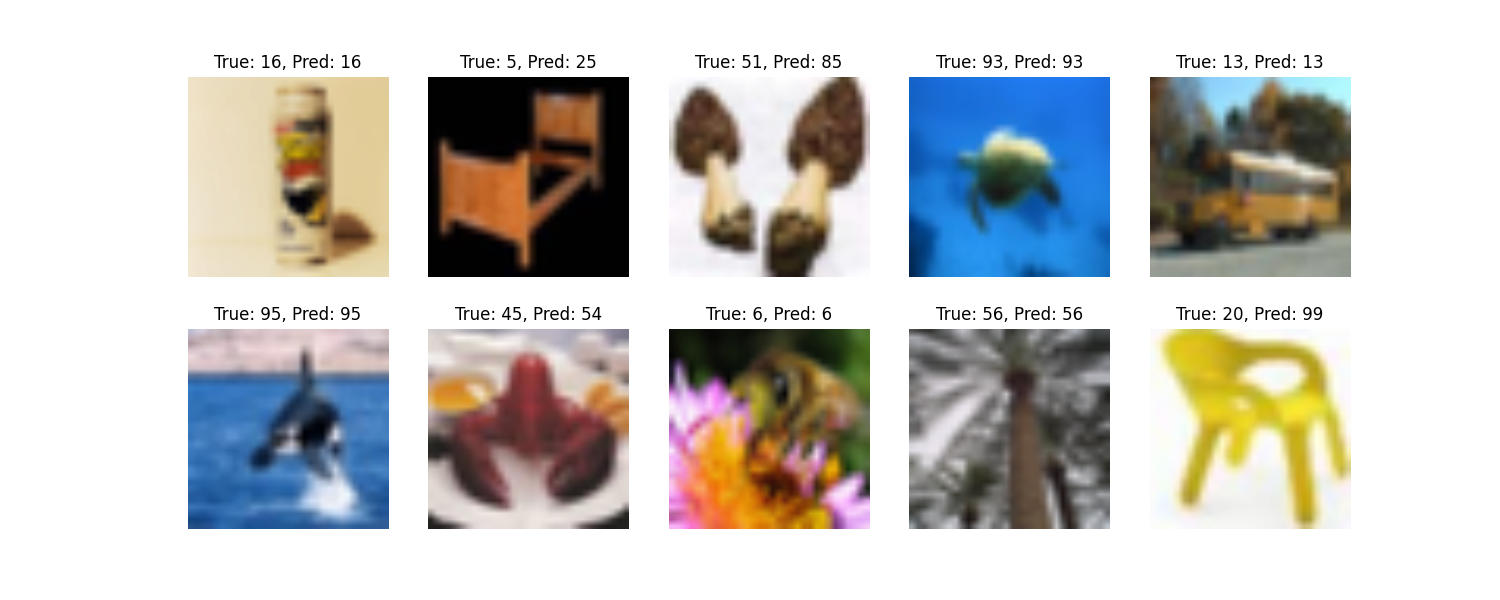 True: 16, Pred: 16
True: 5, Pred: 25
True: 51, Pred: 85
True: 93, Pred: 93
True: 13, Pred: 13
True: 95, Pred: 95
True: 45, Pred: 54
True: 6, Pred: 6
True: 56, Pred: 56
True: 20, Pred: 99